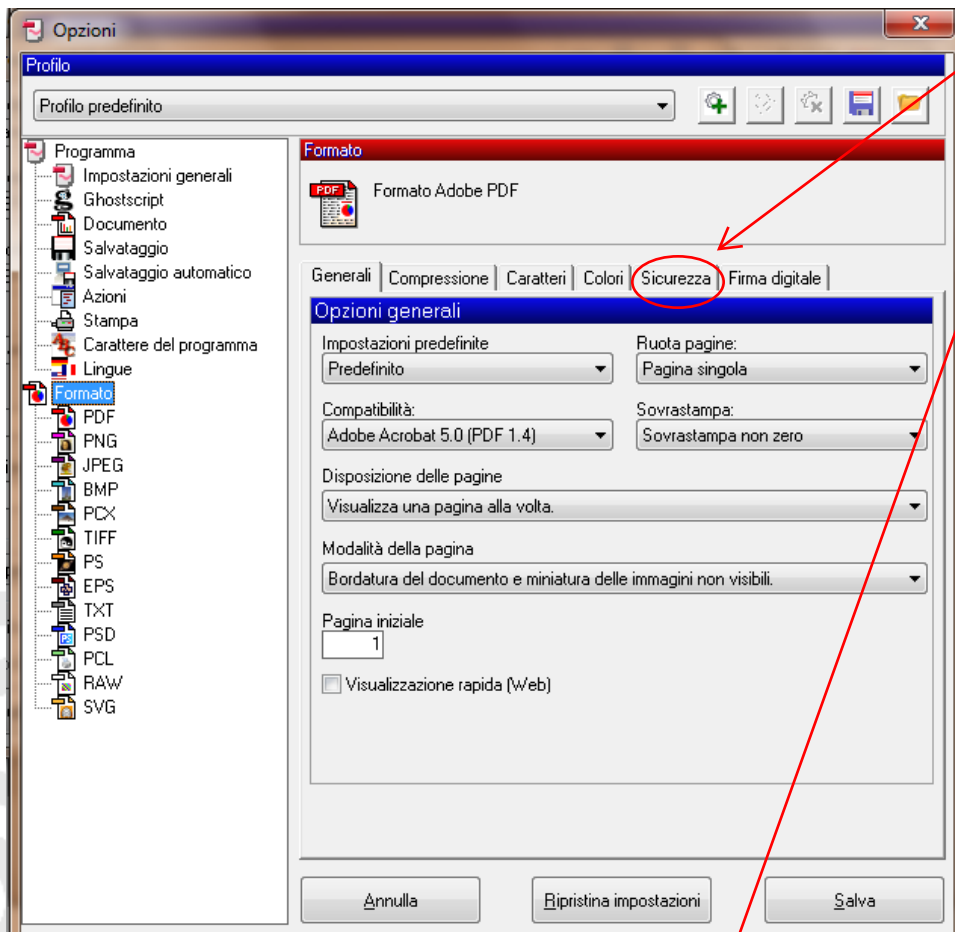 Opzioni
Profilo
Profilo predefinito
Programma
Impostazioni generali
Ghostscript
Documento
Salvataggio
Salvataggio automatico
Azioni
Stampa
Carattere del programma
Lingue
Formato
PDF
PNG
JPEG
BMP
PCX
TIFF
PS
EPS
TXT
PSD
PCL
RAW
SVG
Formato
PDF
Formato Adobe PDF
Generali Compressione Caratteri Colori Sicurezza Firma digitale
Opzioni generali
Impostazioni predefinite
Predefinito
Ruota pagine:
Pagina singola
Compatibilità:
Adobe Acrobat 5.0 (PDF 1.4)
Sovrastampa:
Sovrastampa non zero
Disposizione delle pagine
Visualizza una pagina alla volta.
Modalità della pagina
Bordatura del documento e miniatura delle immagini non visibili.
Pagina iniziale
1
Visualizzazione rapida (Web)
Annulla Ripristina impostazioni Salva